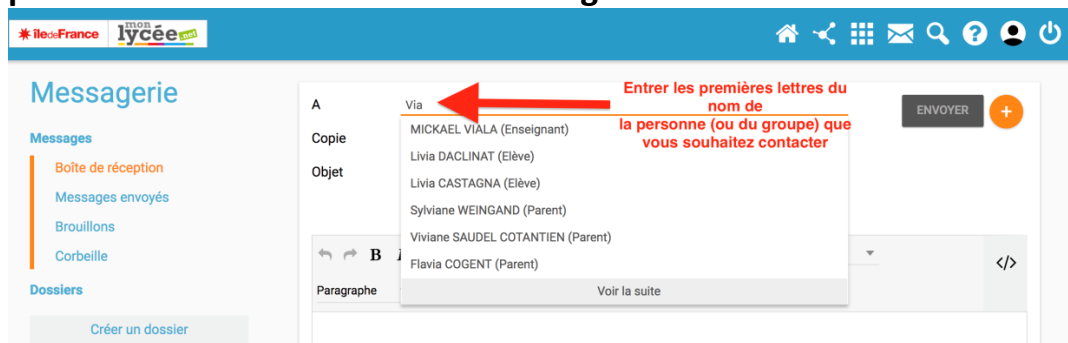 îledeFrance mon lycée.net
Messagerie
Messages
Boîte de réception
Messages envoyés
Brouillons
Corbeille
Dossiers
Créer un dossier
A Via
Copie
Objet
MICKAEL VIALA (Enseignant)
Livia DACLINAT (Elève)
Livia CASTAGNA (Elève)
Sylviane WEINGAND (Parent)
Viviane SAUDEL COTANTIEN (Parent)
Flavia COGENT (Parent)
Voir la suite
Entrer les premières lettres du
nom de
la personne (ou du groupe) que
vous souhaitez contacter
ENVOYER +
B
</>
Paragraphe